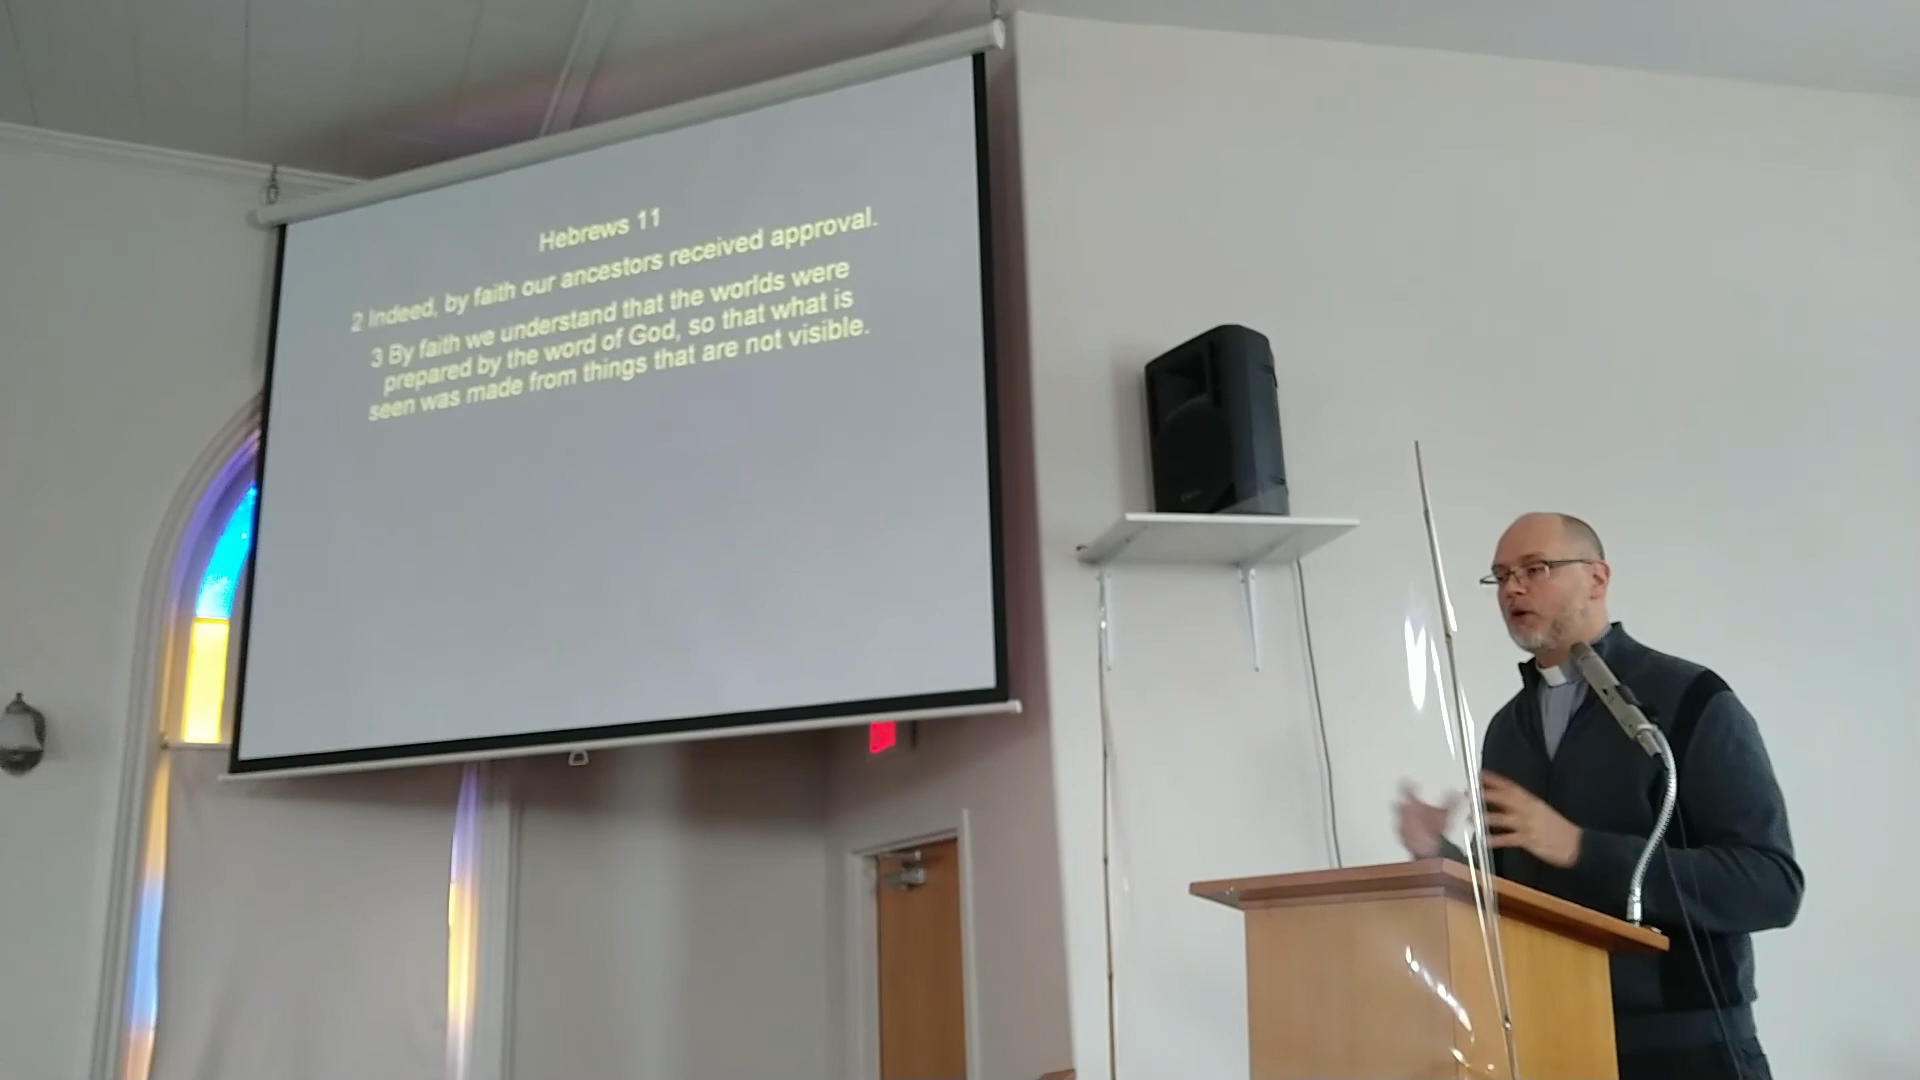 Hebrews 11
2 Indeed, by faith our ancestors received approval.
3 By faith we understand that the worlds were
prepared by the word of God, so that what is
seen was made from things that are not visible.